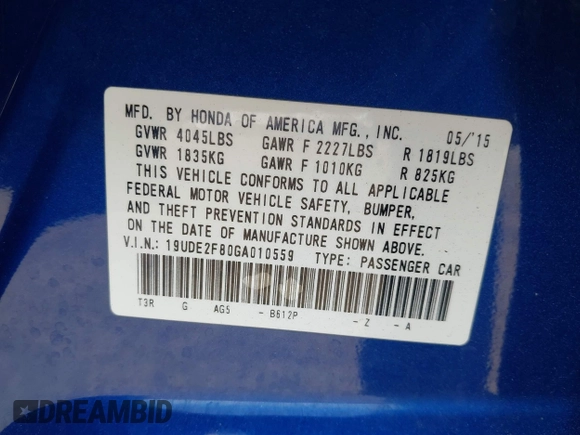 MFD. BY HONDA OF AMERICA MFG., INC. 05/'15
GVWR 4045LBS GAWR F 2227LBS R 1819LBS
GVWR 1835KG GAWR F 1010KG R 825KG
THIS VEHICLE CONFORMS TO ALL APPLICABLE
FEDERAL MOTOR VEHICLE SAFETY, BUMPER,
AND THEFT PREVENTION STANDARDS IN EFFECT
ON THE DATE OF MANUFACTURE SHOWN ABOVE.
V.I.N.: 19UDE2F80GA010559 TYPE: PASSENGER CAR
T3R G AG5 - B612P - Z - A
DREAMBID